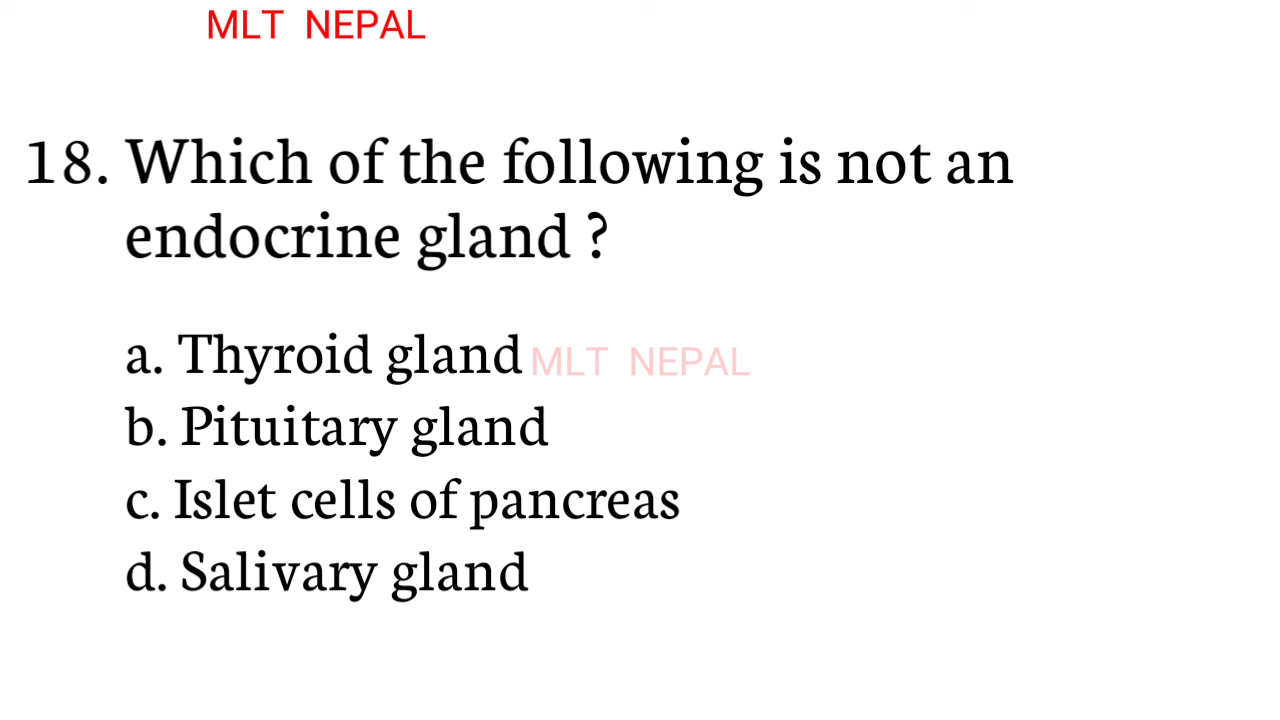 MLT NEPAL
18. Which of the following is not an
endocrine gland ?
a. Thyroid gland
MLT NEPAL
b. Pituitary gland
c. Islet cells of pancreas
d. Salivary gland